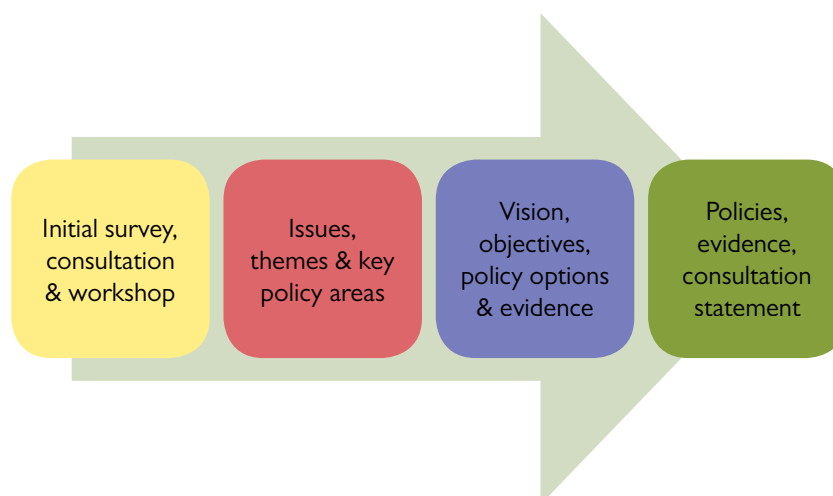 Initial survey,
consultation
& workshop
Issues,
themes & key
policy areas
Vision,
objectives,
policy options
& evidence
Policies,
evidence,
consultation
statement